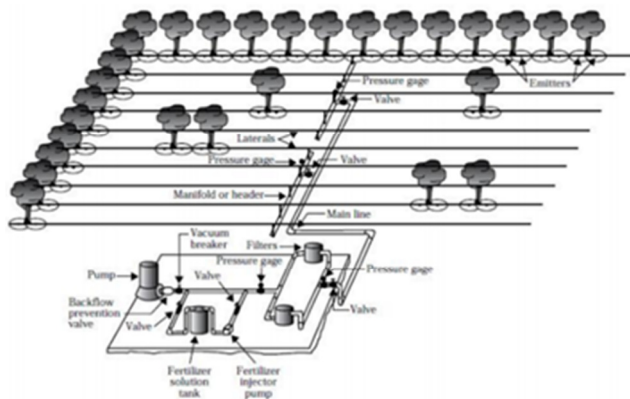 Pressure gage
Emitters
Valve
Laterals
Pressure gage
Valve
Manifold or header
Main line
Vacuum
breaker
Filters
Pump
Valve
Pressure gage
Pressure gage
Backflow
prevention
valve
Valve
Valve
Fertilizer
solution
tank
Fertilizer
injector
pump